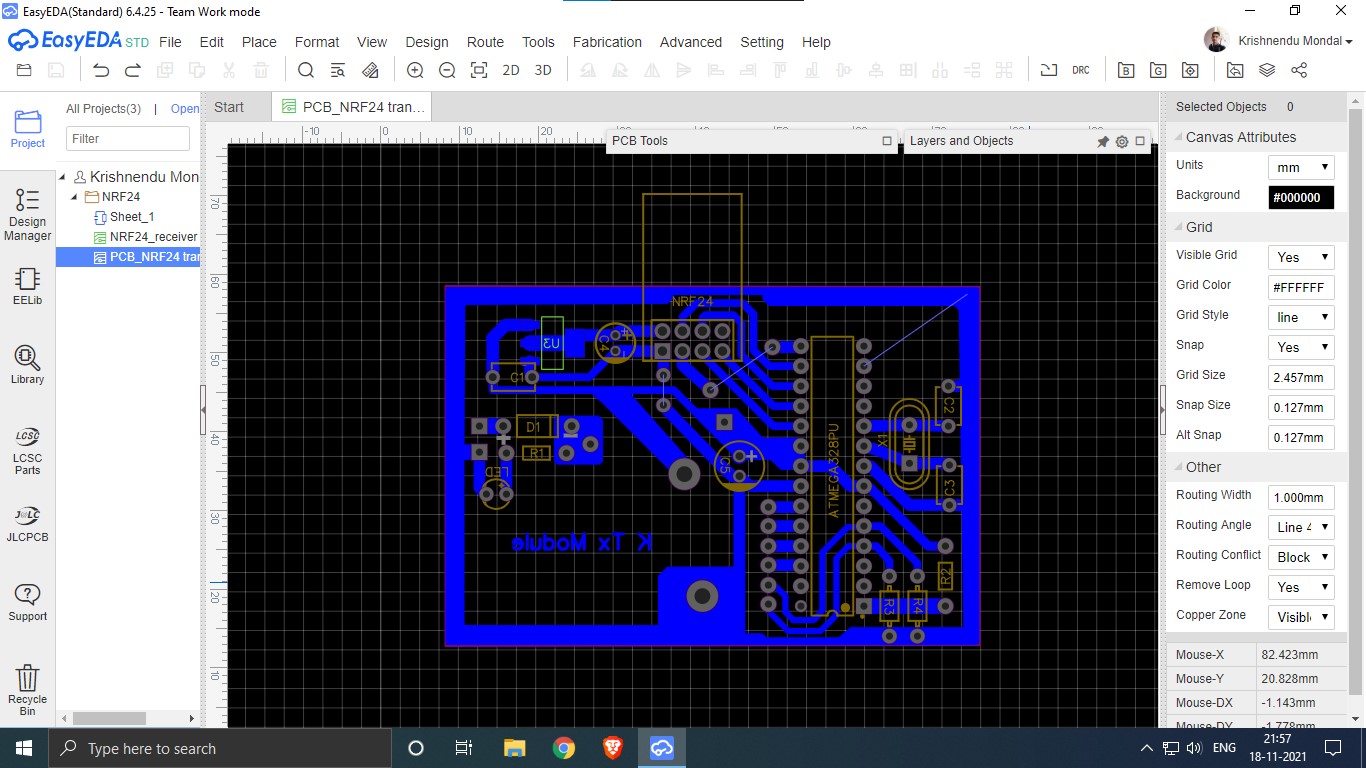 EasyEDA(Standard) 6.4.25 - Team Work mode
EasyEDA STD File Edit Place Format View Design Route Tools Fabrication Advanced Setting Help Krishnendu Mondal
2D 3D DRC B G
Project
Design Manager
EELib
Library
LCSC
LCSC Parts
JLCPCB
Support
Recycle Bin
All Projects(3) | Open
Filter
Krishnendu Mon
NRF24
Sheet_1
NRF24_receiver
PCB_NRF24 tra
Start PCB_NRF24 tran...
-10 0 10 20
70
60
50
40
30
20
10
PCB Tools
Layers and Objects
NRF24
U3
C4
C1
D1
R1
LED
C5
ATMEGA328PU
X1
C2
C3
R2
R3
R4
K Tx Module
Selected Objects 0
Canvas Attributes
Units mm
Background #000000
Grid
Visible Grid Yes
Grid Color #FFFFFF
Grid Style line
Snap Yes
Grid Size 2.457mm
Snap Size 0.127mm
Alt Snap 0.127mm
Other
Routing Width 1.000mm
Routing Angle Line 4
Routing Conflict Block
Remove Loop Yes
Copper Zone Visibl
Mouse-X 82.423mm
Mouse-Y 20.828mm
Mouse-DX -1.143mm
Mouse-DY -1.778mm
Type here to search
ENG
21:57
18-11-2021